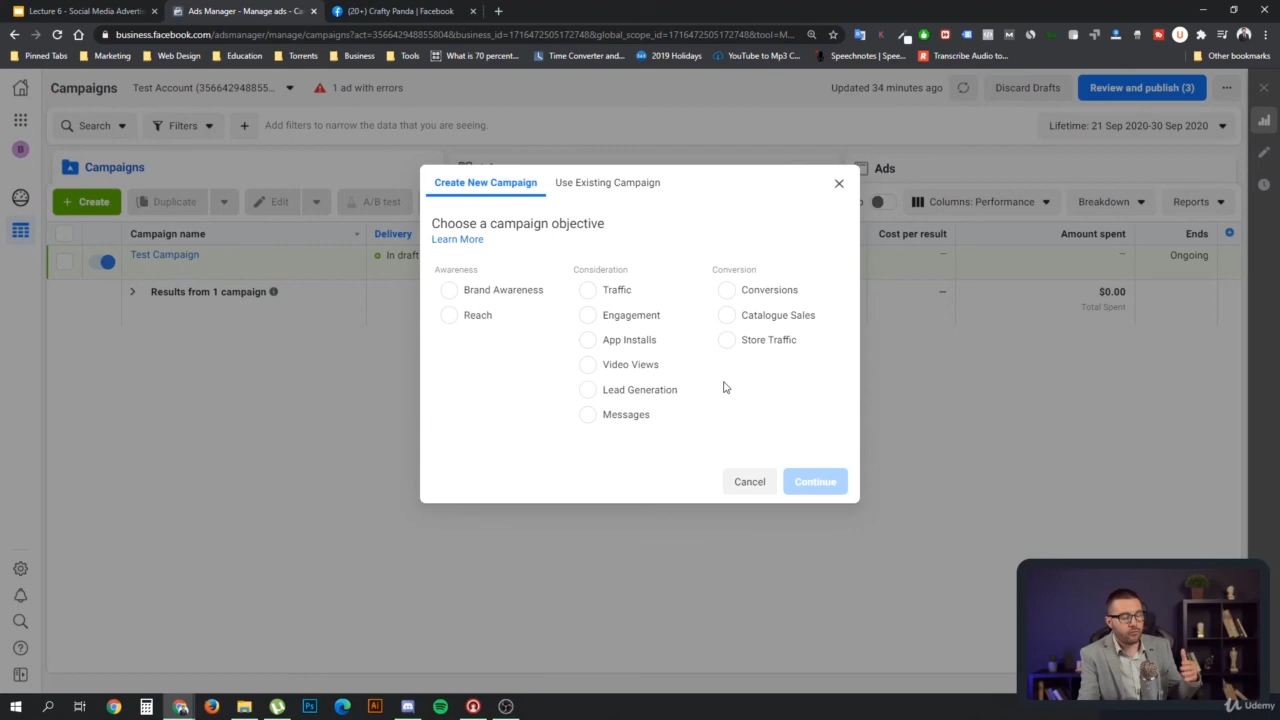 Lecture 6 - Social Media Adverti
Ads Manager - Manage ads - Can
(20+) Crafty Panda | Facebook
business.facebook.com/adsmanager/manage/campaigns?act=356642948855804&business_id=1716472505172748&global_scope_id=1716472505172748&tool=M...
Pinned Tabs
Marketing
Web Design
Education
Torrents
Business
Tools
What is 70 percent...
Time Converter and...
2019 Holidays
YouTube to Mp3 C...
Speechnotes | Spee...
Transcribe Audio to...
Other bookmarks
Campaigns
Test Account (356642948855...
1 ad with errors
Updated 34 minutes ago
Discard Drafts
Review and publish (3)
Search
Filters
Add filters to narrow the data that you are seeing.
Lifetime: 21 Sep 2020-30 Sep 2020
Campaigns
Ads
Create
Duplicate
Edit
A/B test
Columns: Performance
Breakdown
Reports
Campaign name
Delivery
Cost per result
Amount spent
Ends
Test Campaign
In draft
–
–
Ongoing
Results from 1 campaign
—
$0.00
Total Spent
Create New Campaign
Use Existing Campaign
Choose a campaign objective
Learn More
Awareness
Consideration
Conversion
Brand Awareness
Traffic
Conversions
Reach
Engagement
Catalogue Sales
App Installs
Store Traffic
Video Views
Lead Generation
Messages
Cancel
Continue
B
Udemy